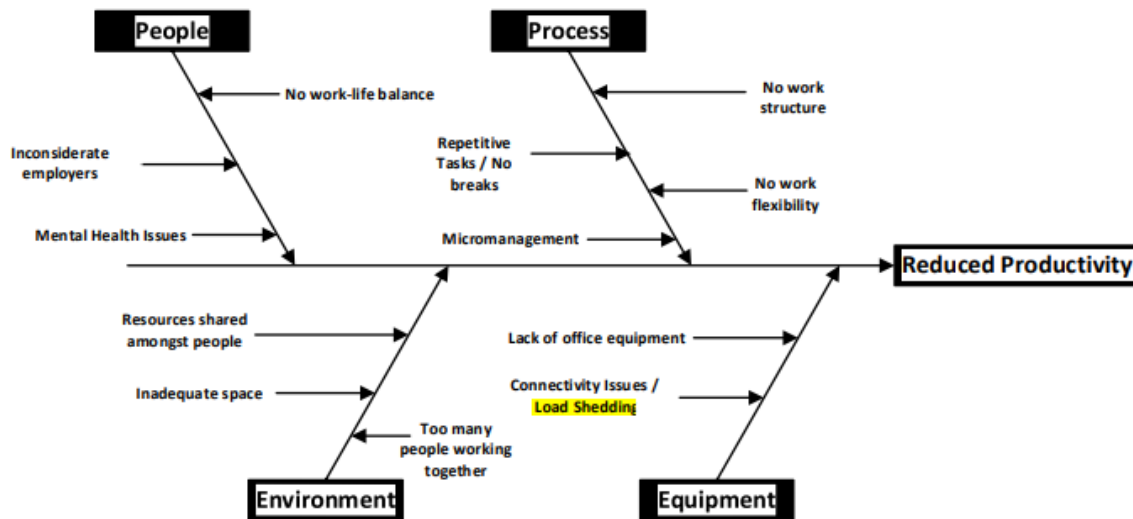 People
Process
No work-life balance
No work
structure
Inconsiderate
employers
Repetitive
Tasks / No
breaks
No work
flexibility
Mental Health Issues
Micromanagement
Reduced Productivity
Resources shared
amongst people
Lack of office equipment
Inadequate space
Connectivity Issues /
Load Shedding
Too many
people working
together
Environment
Equipment